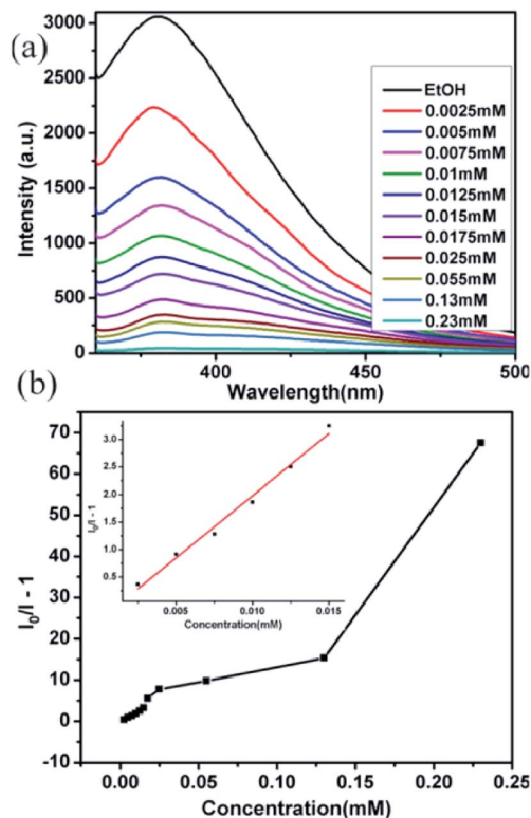 (a)
3000
2500
2000
1500
1000
500
0
Intensity (a.u.)
EtOH
0.0025mM
0.005mM
0.0075mM
0.01mM
0.0125mM
0.015mM
0.0175mM
0.025mM
0.055mM
0.13mM
0.23mM
400 450 500
Wavelength(nm)
(b)
70
60
50
40
30
20
10
0
-10
I₀/I - 1
3.0
2.5
2.0
1.5
1.0
0.5
I₀/I - 1
0.005 0.010 0.015
Concentration(mM)
0.00 0.05 0.10 0.15 0.20 0.25
Concentration(mM)